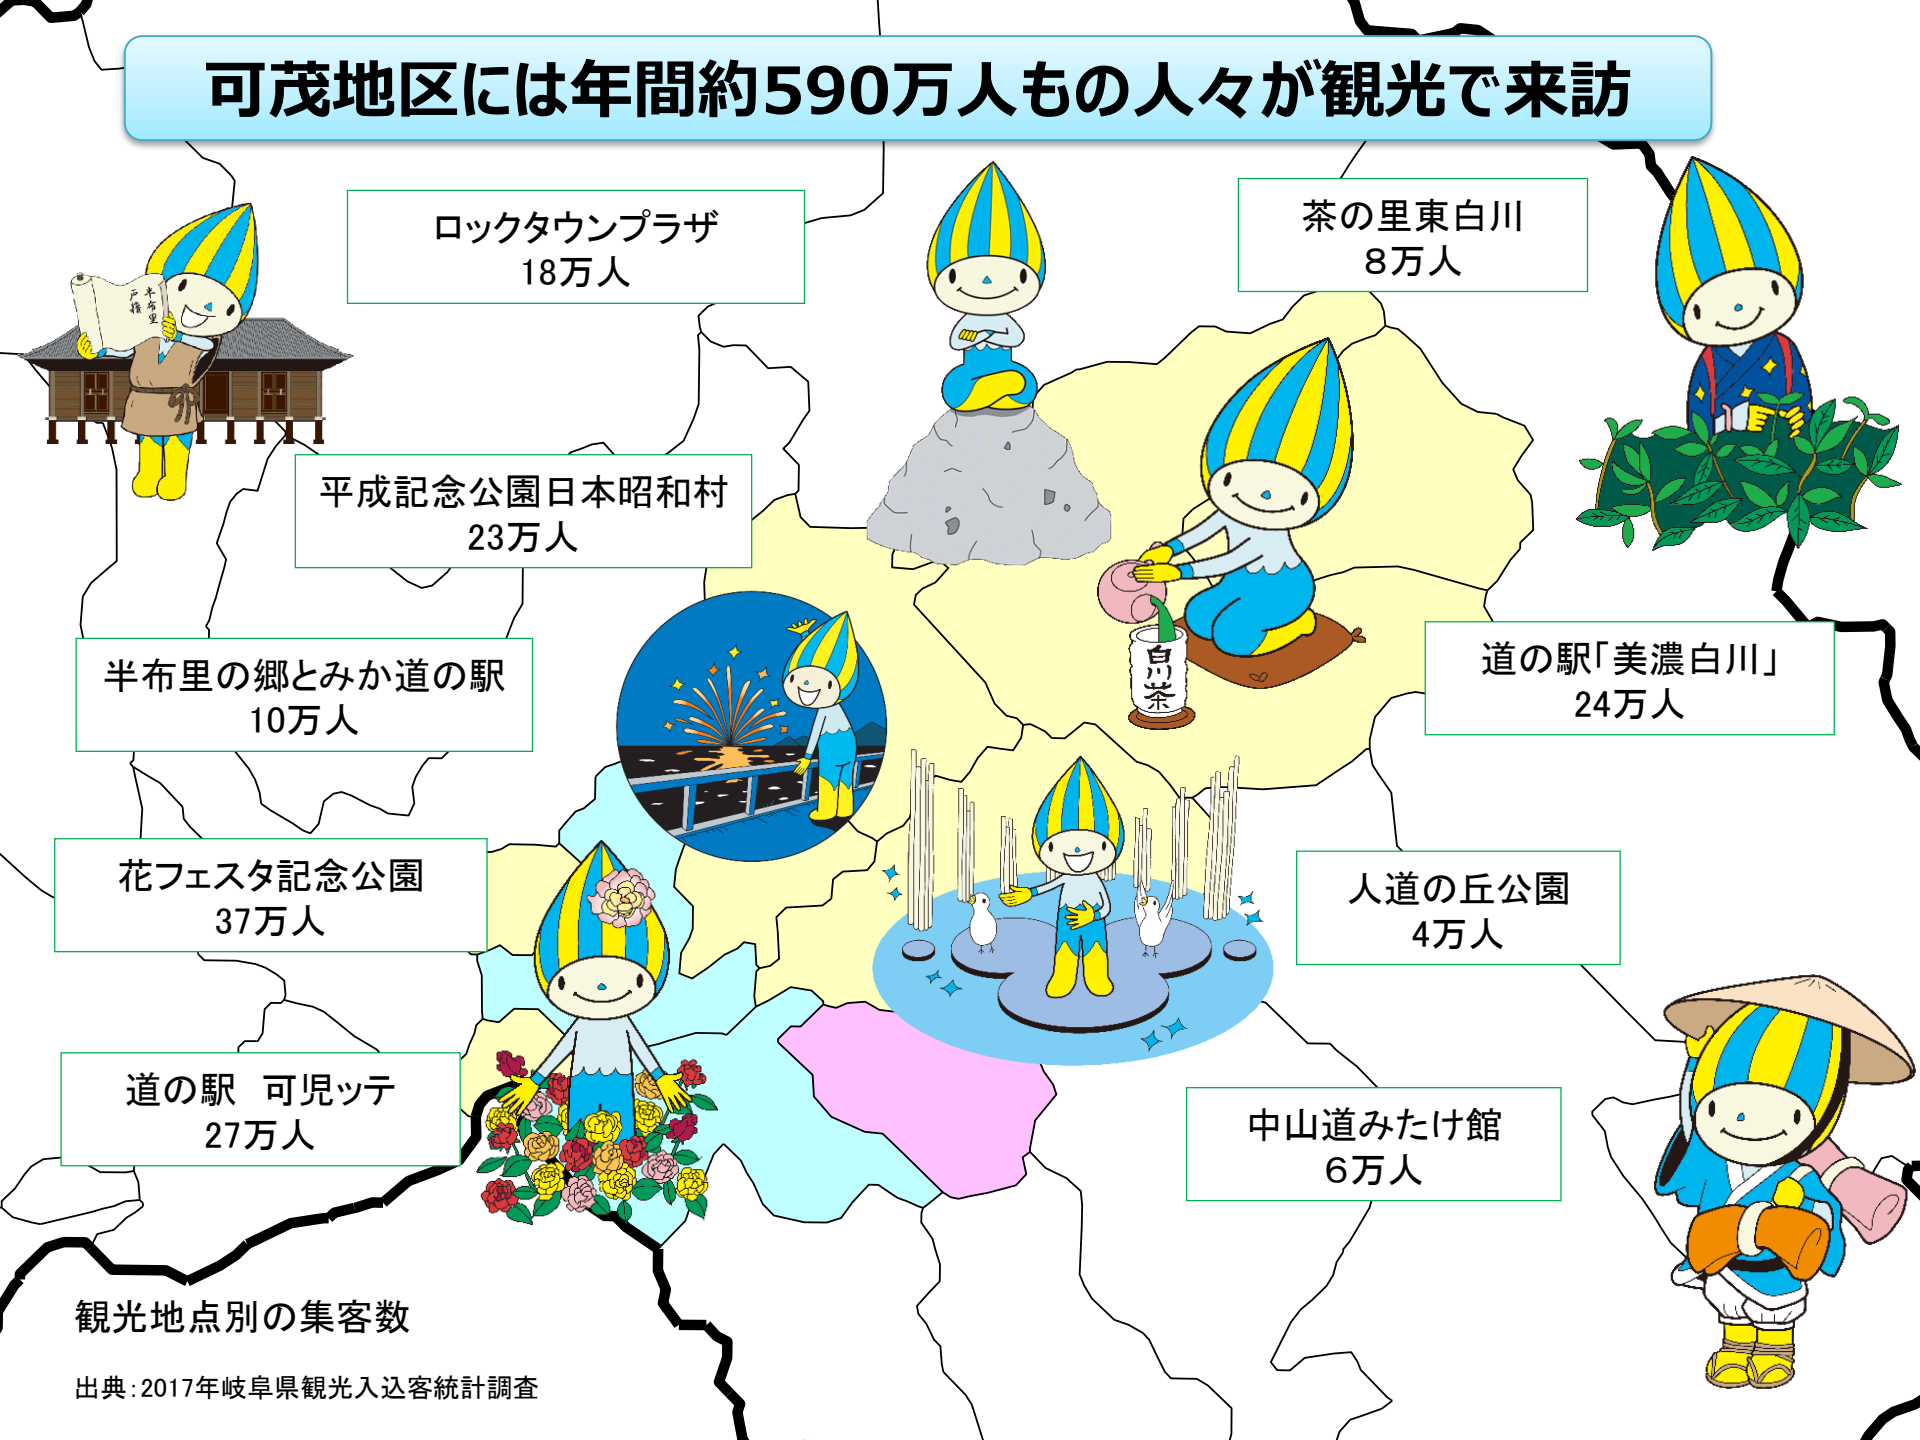 可茂地区には年間約590万人もの人々が観光で来訪
ロックタウンプラザ
18万人
茶の里東白川
８万人
半布里
戸籍
平成記念公園日本昭和村
23万人
半布里の郷とみか道の駅
10万人
白川茶
道の駅「美濃白川」
24万人
花フェスタ記念公園
37万人
人道の丘公園
4万人
道の駅　可児ッテ
27万人
中山道みたけ館
６万人
観光地点別の集客数
出典：2017年岐阜県観光入込客統計調査